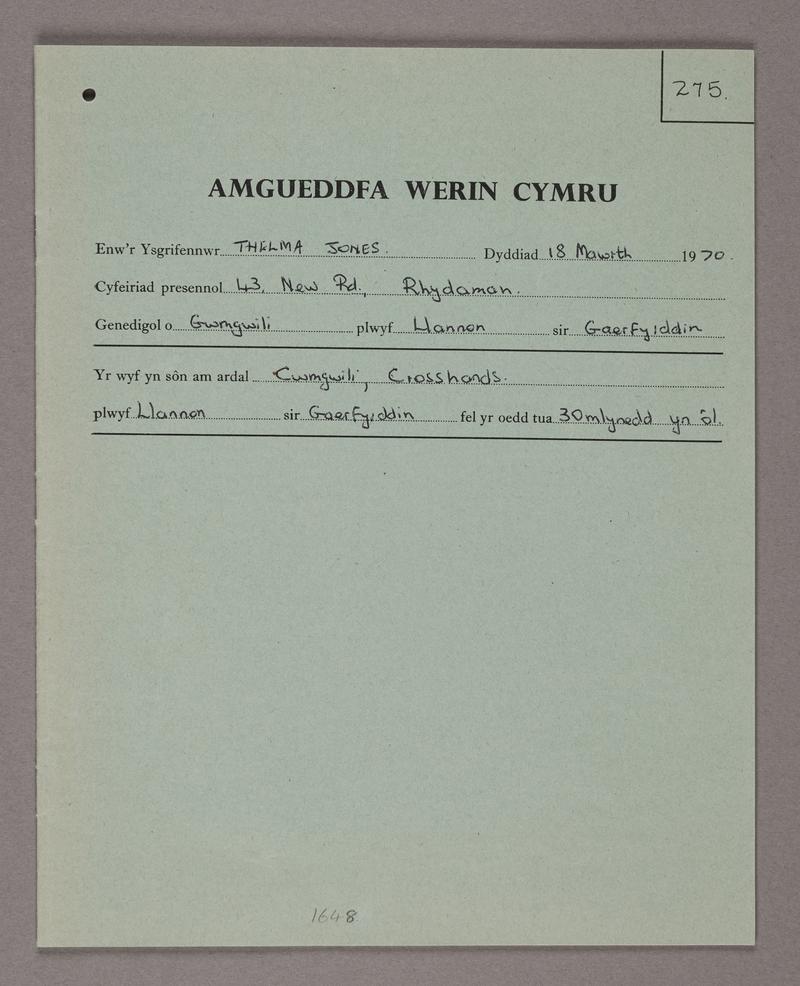 275.
AMGUEDDFA WERIN CYMRU
Enw'r Ysgrifennwr THELMA JONES. Dyddiad 18 Mawrth 1970.
Cyfeiriad presennol 43, New Rd., Rhydaman.
Genedigol o Gwmgwili plwyf Llannon sir Gaerfyrddin
Yr wyf yn sôn am ardal Cwmgwili, Crosshands.
plwyf Llannon sir Gaerfyrddin fel yr oedd tua 30 mlynedd yn ôl.
1648